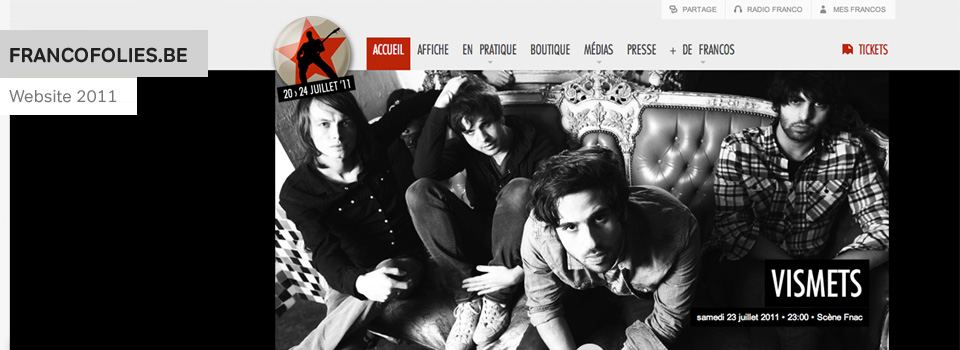 PARTAGE
RADIO FRANCO
MES FRANCOS
FRANCOFOLIES.BE
Website 2011
20 > 24 JUILLET '11
ACCUEIL AFFICHE EN PRATIQUE BOUTIQUE MÉDIAS PRESSE + DE FRANCOS
TICKETS
VISMETS
samedi 23 juillet 2011 • 23:00 • Scène Fnac